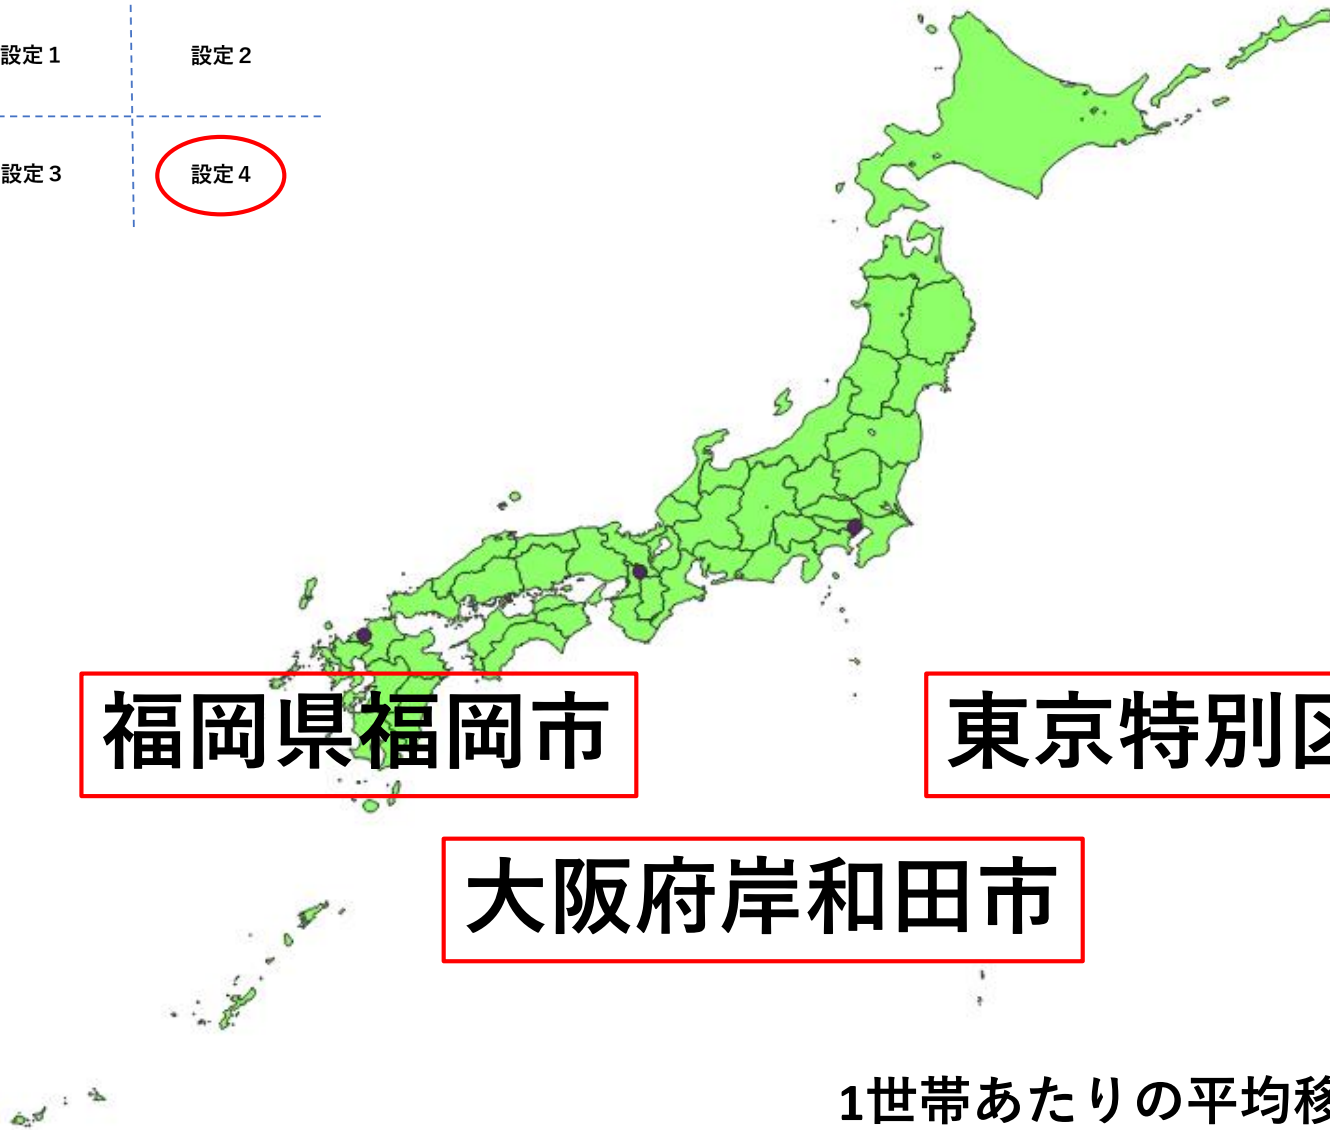 設定1 設定2
設定3 設定4
福岡県福岡市
東京特別区
大阪府岸和田市
1世帯あたりの平均移